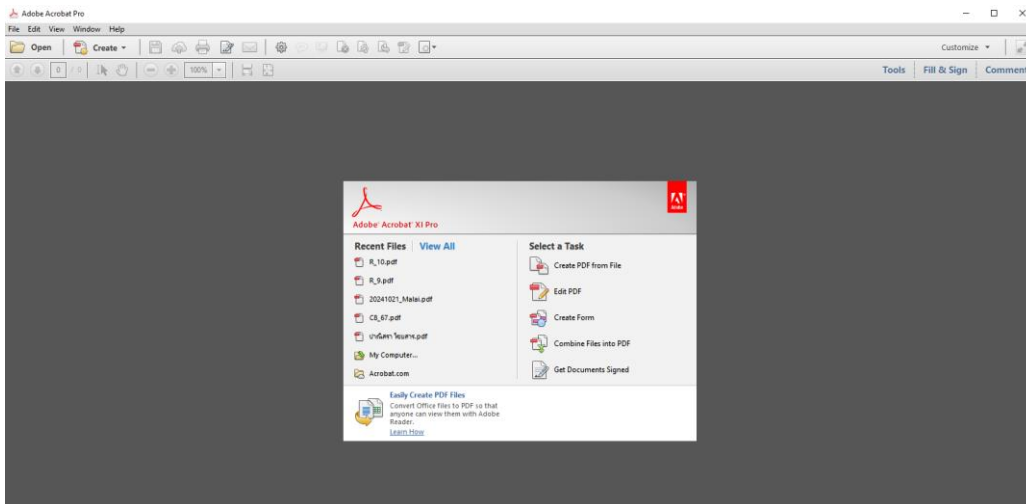 Adobe Acrobat Pro
File Edit View Window Help
Open Create Customize
0 / 0 100% Tools Fill & Sign Comment
Adobe
Adobe® Acrobat® XI Pro
Recent Files View All
R_10.pdf
R_9.pdf
20241021_Malai.pdf
C8_67.pdf
My Computer...
Acrobat.com
Select a Task
Create PDF from File
Edit PDF
Create Form
Combine Files into PDF
Get Documents Signed
Easily Create PDF Files
Convert Office files to PDF so that
anyone can view them with Adobe
Reader.
Learn How